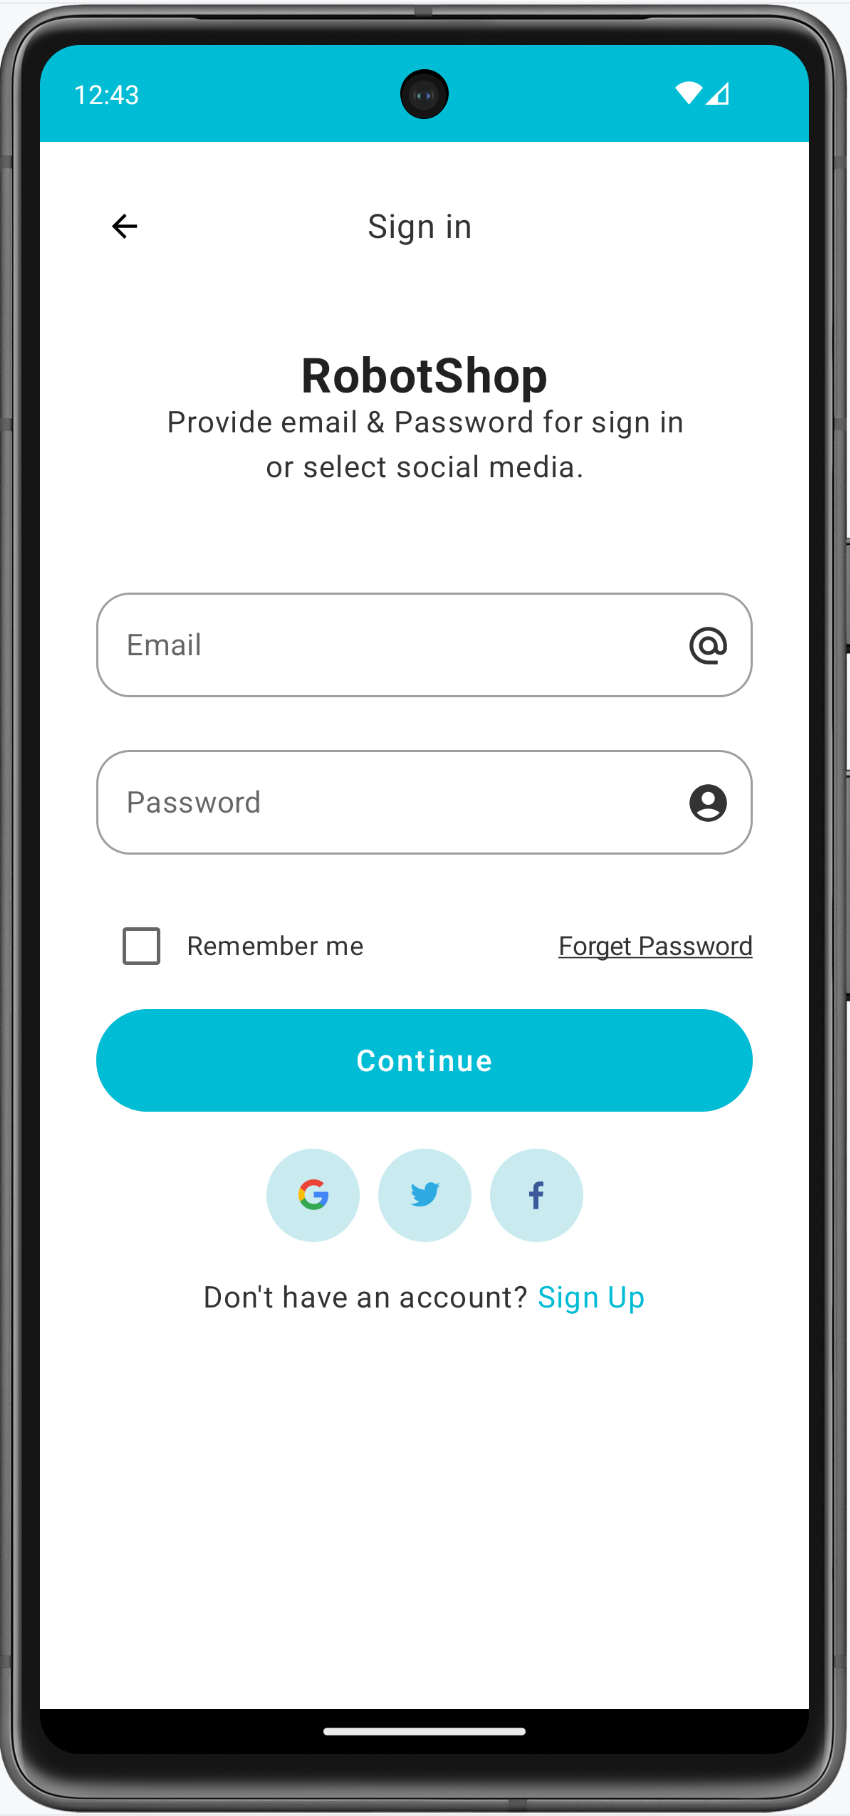 12:43
Sign in
RobotShop
Provide email & Password for sign in
or select social media.
Email
Password
Remember me Forget Password
Continue
Don't have an account? Sign Up